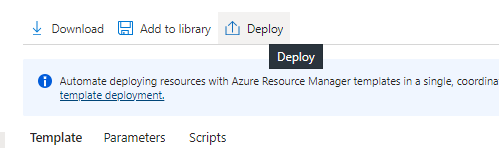 Download Add to library Deploy
Deploy
Automate deploying resources with Azure Resource Manager templates in a single,
template deployment.
Template Parameters Scripts